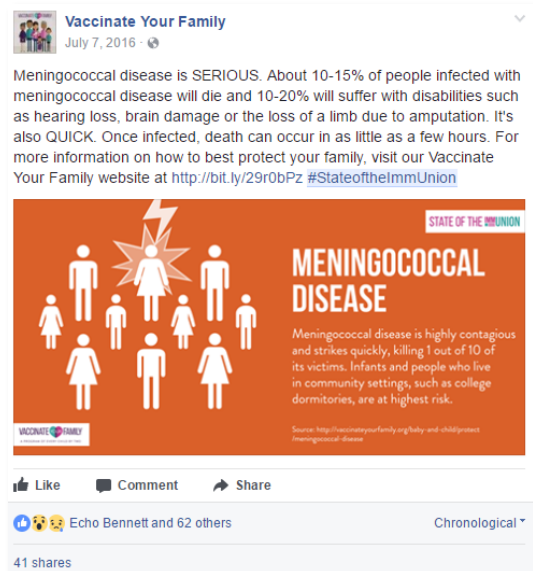 Vaccinate Your Family
July 7, 2016 ·
Meningococcal disease is SERIOUS. About 10-15% of people infected with
meningococcal disease will die and 10-20% will suffer with disabilities such
as hearing loss, brain damage or the loss of a limb due to amputation. It's
also QUICK. Once infected, death can occur in as little as a few hours. For
more information on how to best protect your family, visit our Vaccinate
Your Family website at http://bit.ly/29r0bPz #StateoftheImmUnion
STATE OF THE UNION
MENINGOCOCCAL
DISEASE
Meningococcal disease is highly contagious
and strikes quickly, killing 1 out of 10 of
its victims. Infants and people who live
in community settings, such as college
dormitories, are at highest risk.
Source: http://vaccinateyourfamily.org/baby-and-child/protect
/meningococcal-disease
VACCINATE YOUR FAMILY
Like Comment Share
Echo Bennett and 62 others Chronological
41 shares